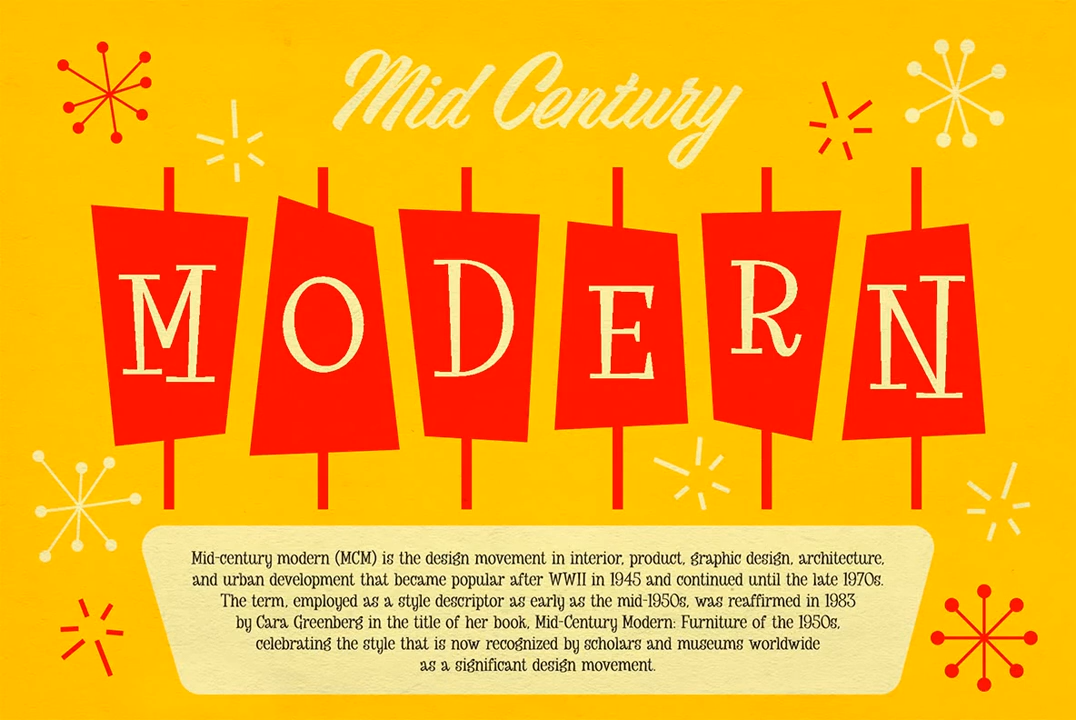 Mid Century
MODERN
Mid-century modern (MCM) is the design movement in interior, product, graphic design, architecture,
and urban development that became popular after WWII in 1945 and continued until the late 1970s.
The term, employed as a style descriptor as early as the mid-1950s, was reaffirmed in 1983
by Cara Greenberg in the title of her book, Mid-Century Modern: Furniture of the 1950s,
celebrating the style that is now recognized by scholars and museums worldwide
as a significant design movement.